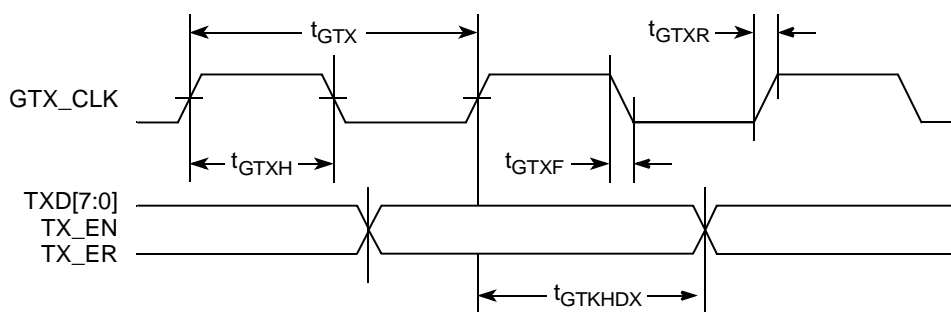 tGTX
tGTXR
GTX_CLK
tGTXH
tGTXF
TXD[7:0]
TX_EN
TX_ER
tGTKHDX